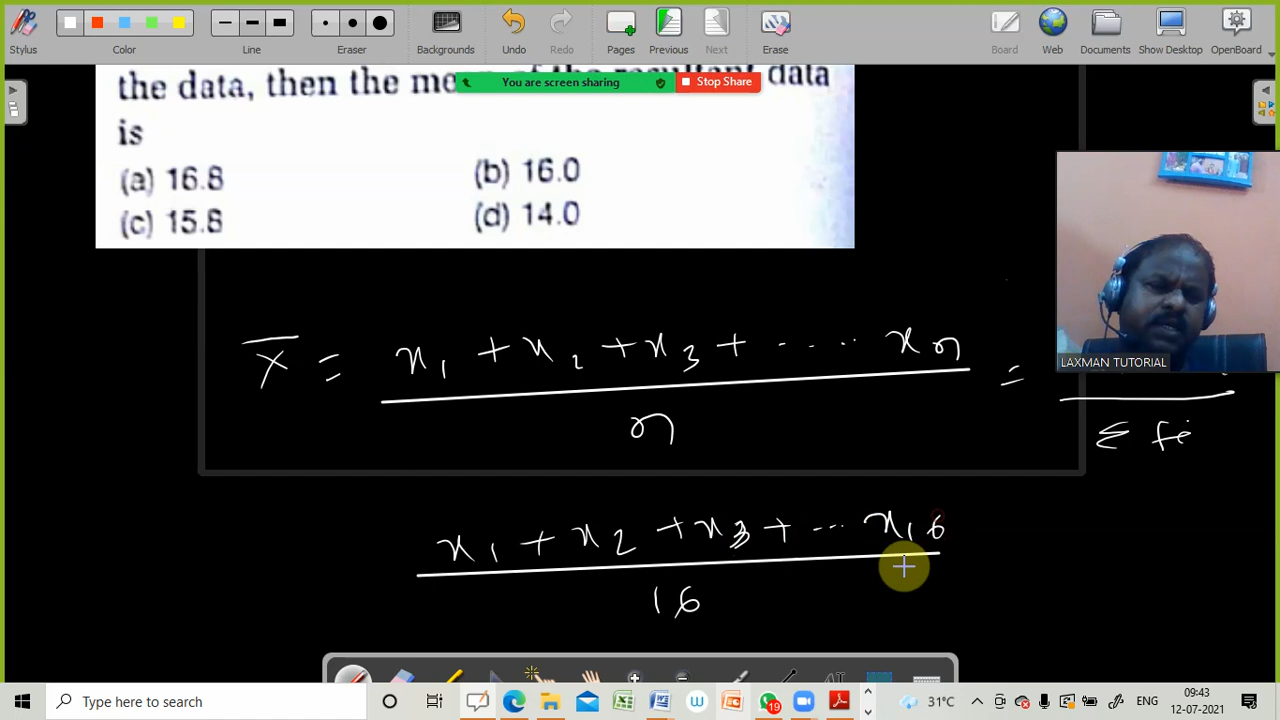 Stylus Color Line Eraser Backgrounds Undo Redo Pages Previous Next Erase Board Web Documents Show Desktop OpenBoard
You are screen sharing Stop Share
the data, then the data
is
(a) 16.8 (b) 16.0
(c) 15.8 (d) 14.0
LAXMAN TUTORIAL
X̄ = x1 + x2 + x3 + ..... xn / n =
Σ fi
x1 + x2 + x3 + ... x16 / 16
Type here to search
19
31°C
ENG
09:43
12-07-2021